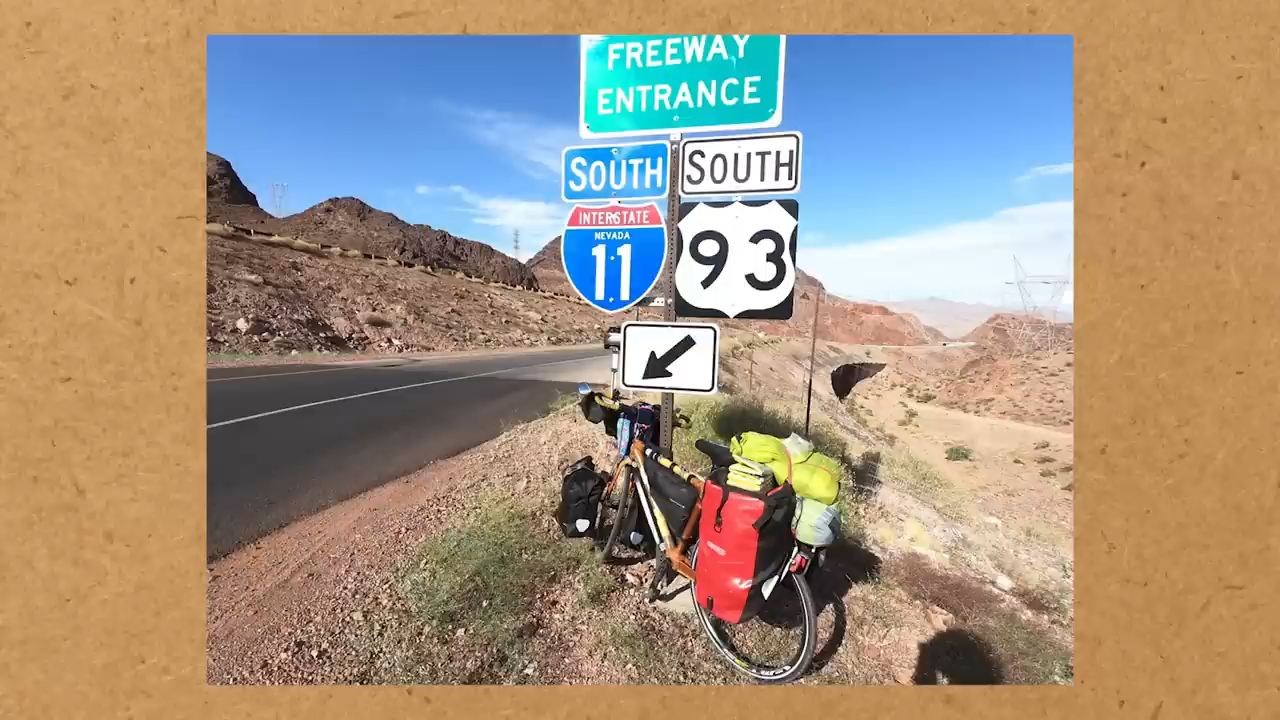 FREEWAY
ENTRANCE
SOUTH
SOUTH
INTERSTATE
NEVADA
11
93